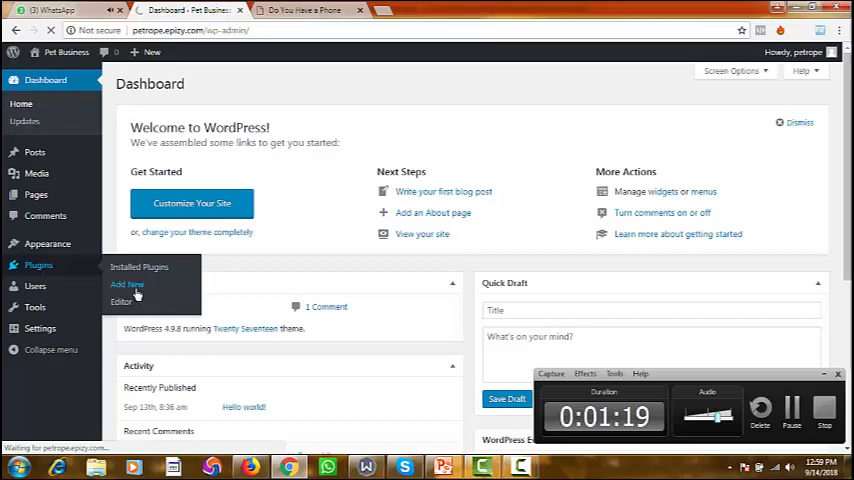 (3) WhatsApp
Dashboard ‹ Pet Busines
Do You Have a Phone
Not secure
petrope.epizy.com/wp-admin/
Pet Business
0
New
Howdy, petrope
Dashboard
Home
Updates
Posts
Media
Pages
Comments
Appearance
Plugins
Users
Tools
Settings
Collapse menu
Installed Plugins
Add New
Editor
Dashboard
Screen Options
Help
Welcome to WordPress!
We've assembled some links to get you started:
Dismiss
Get Started
Customize Your Site
or, change your theme completely
Next Steps
Write your first blog post
Add an About page
View your site
More Actions
Manage widgets or menus
Turn comments on or off
Learn more about getting started
1 Comment
WordPress 4.9.8 running Twenty Seventeen theme.
Activity
Recently Published
Sep 13th, 8:36 am
Hello world!
Recent Comments
Quick Draft
Title
What's on your mind?
Save Draft
WordPress Ev
Capture
Effects
Tools
Help
Duration
0:01:19
Audio
Delete
Pause
Stop
Waiting for petrope.epizy.com...
12:59 PM
9/14/2018